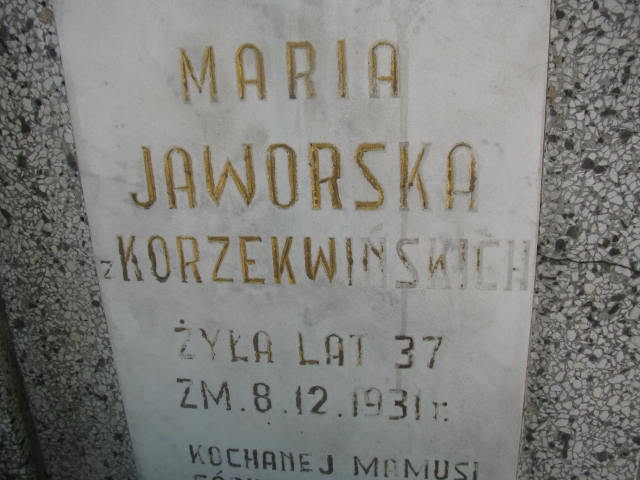 MARIA
JAWORSKA
z KORZEKWIŃSKICH
ŻYŁA LAT 37
ZM. 8.12.1931 r.
KOCHANEJ MAMUSI